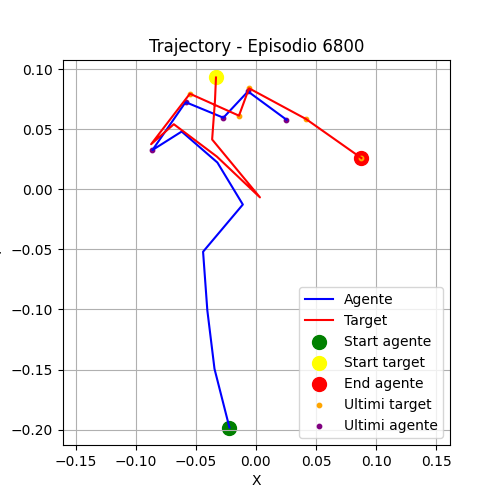 Trajectory - Episodio 6800
0.10
0.05
0.00
−0.05
−0.10
−0.15
−0.20
Agente
Target
Start agente
Start target
End agente
Ultimi target
Ultimi agente
−0.15 −0.10 −0.05 0.00 0.05 0.10 0.15
X